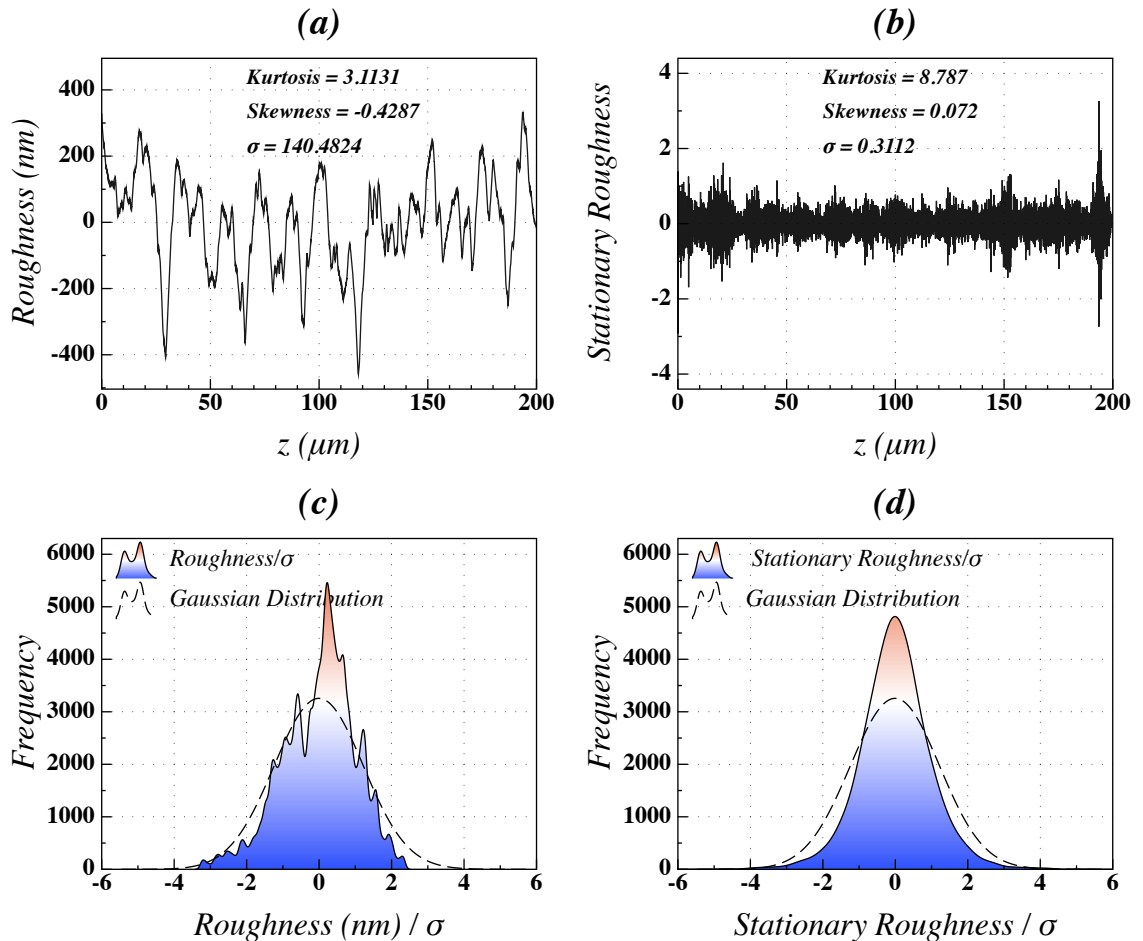 (a)
Kurtosis = 3.1131
Skewness = -0.4287
σ = 140.4824
400
200
0
-200
-400
0
50
100
150
200
Roughness (nm)
z (μm)
(b)
Kurtosis = 8.787
Skewness = 0.072
σ = 0.3112
4
2
0
-2
-4
0
50
100
150
200
Stationary Roughness
z (μm)
(c)
Roughness/σ
Gaussian Distribution
6000
5000
4000
3000
2000
1000
0
-6
-4
-2
0
2
4
6
Frequency
Roughness (nm) / σ
(d)
Stationary Roughness/σ
Gaussian Distribution
6000
5000
4000
3000
2000
1000
0
-6
-4
-2
0
2
4
6
Frequency
Stationary Roughness / σ